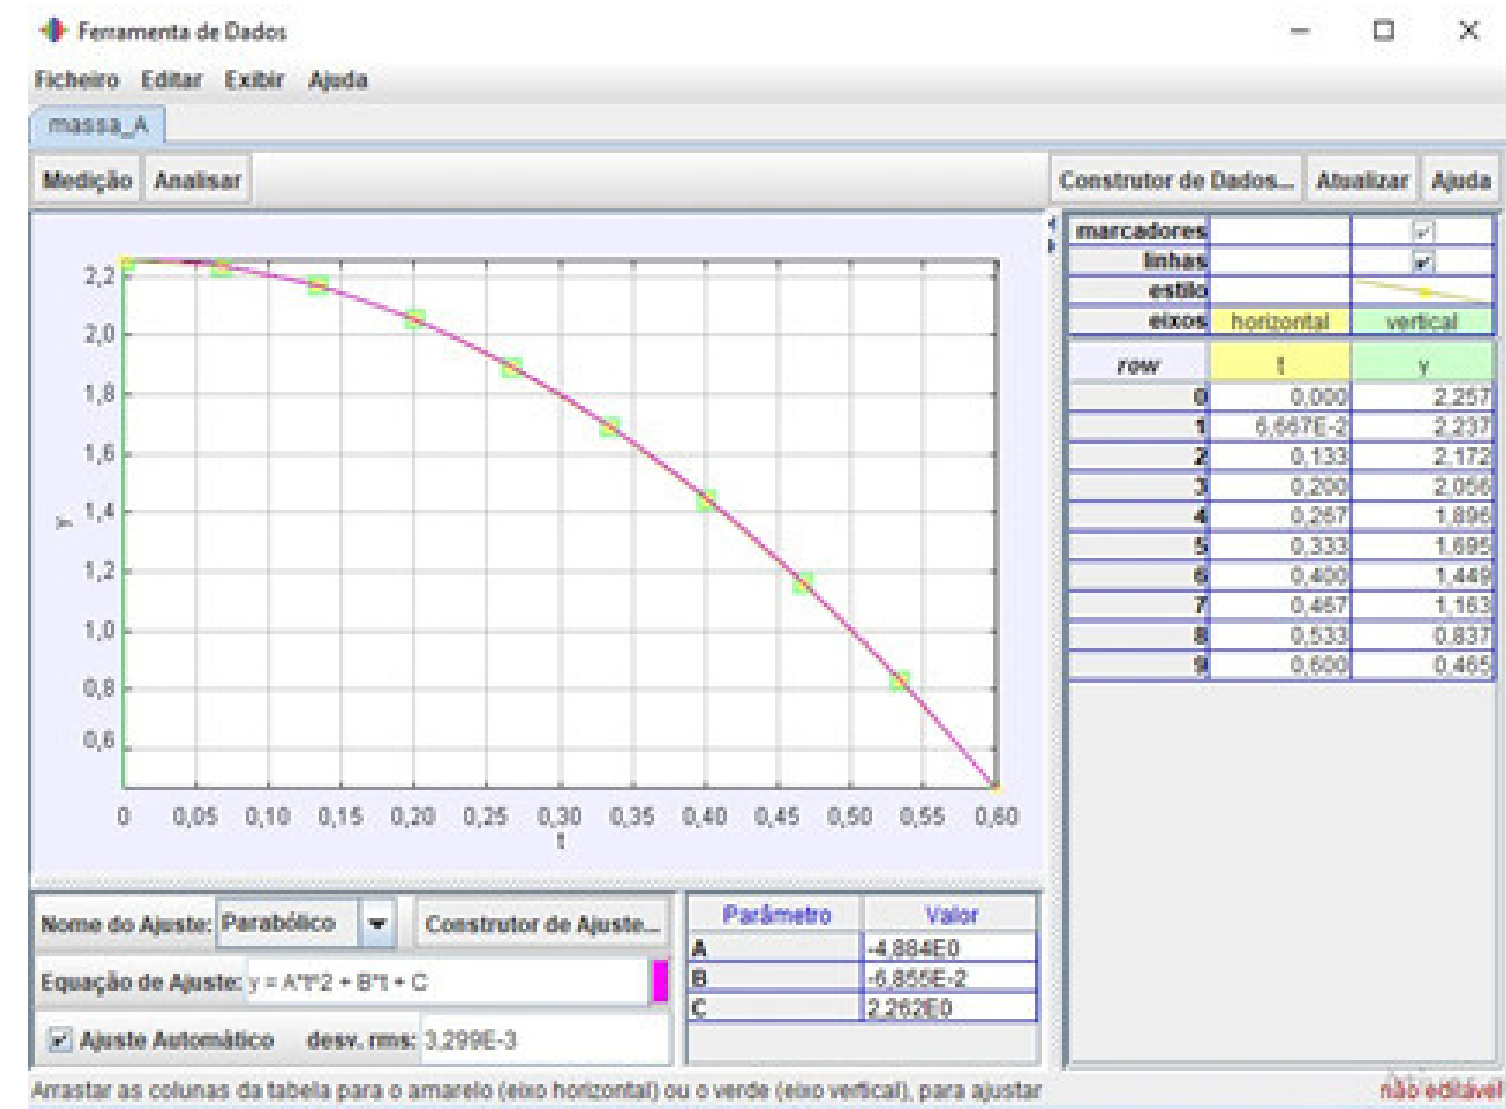 Ferramenta de Dados
Ficheiro Editar Exibir Ajuda
massa_A
Medição Analisar
Construtor de Dados... Atualizar Ajuda
marcadores
linhas
estilo
eixos horizontal vertical
row t y
0 0,000 2,257
1 6,667E-2 2,237
2 0,133 2,172
3 0,200 2,056
4 0,267 1,896
5 0,333 1,695
6 0,400 1,449
7 0,467 1,163
8 0,533 0,837
9 0,600 0,465
2,2
2,0
1,8
1,6
1,4
1,2
1,0
0,8
0,6
y
0 0,05 0,10 0,15 0,20 0,25 0,30 0,35 0,40 0,45 0,50 0,55 0,60
t
Nome do Ajuste: Parabólico Construtor de Ajuste...
Equação de Ajuste: y = A*t^2 + B*t + C
Ajuste Automático desv. rms: 3,299E-3
Parâmetro Valor
A -4,884E0
B -6,855E-2
C 2,262E0
Arrastar as colunas da tabela para o amarelo (eixo horizontal) ou o verde (eixo vertical), para ajustar
não editável